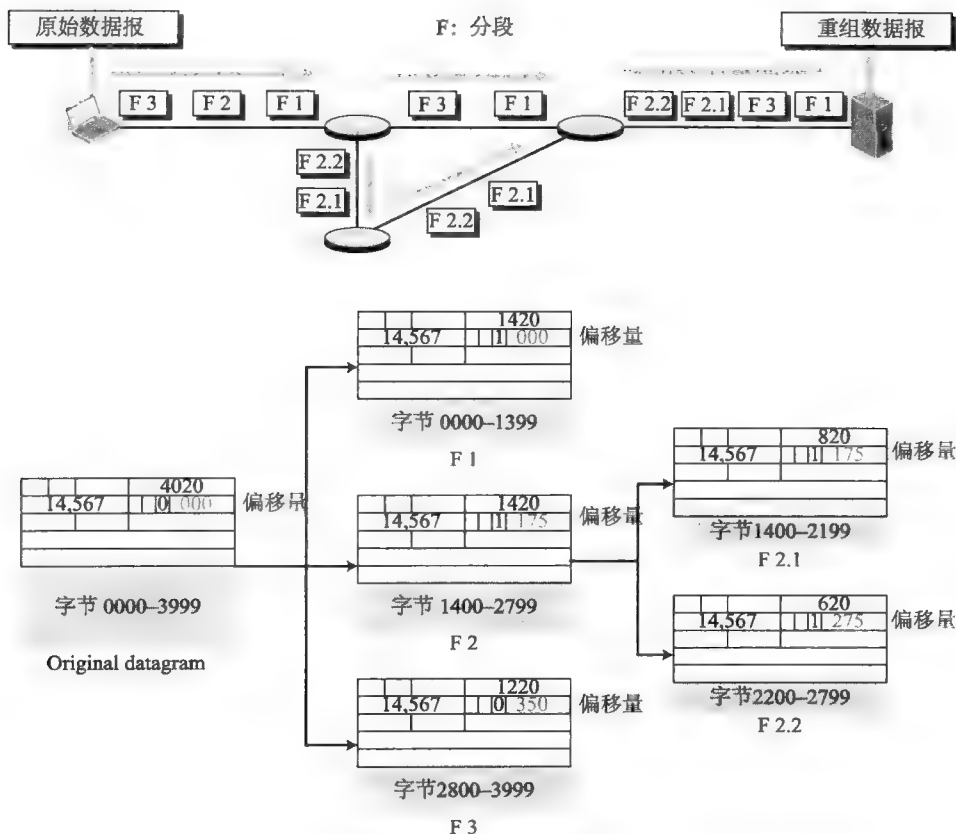 原始数据报
F: 分段
重组数据报
F 3
F 2
F 1
F 3
F 1
F 2.2
F 2.1
F 3
F 1
F 2.2
F 2.1
F 2.1
F 2.2
1420
14,567
1
000
偏移量
字节 0000–1399
F 1
4020
14,567
0
000
偏移量
字节 0000–3999
Original datagram
1420
14,567
1
175
偏移量
字节 1400–2799
F 2
820
14,567
1
175
偏移量
字节1400–2199
F 2.1
620
14,567
1
275
偏移量
字节2200–2799
F 2.2
1220
14,567
0
350
偏移量
字节2800–3999
F 3